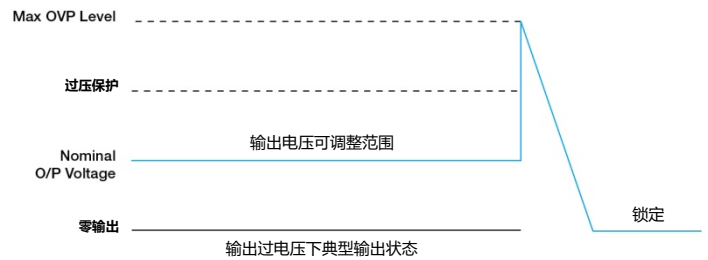 Max OVP Level
过压保护
输出电压可调整范围
Nominal
O/P Voltage
锁定
零输出
输出过电压下典型输出状态